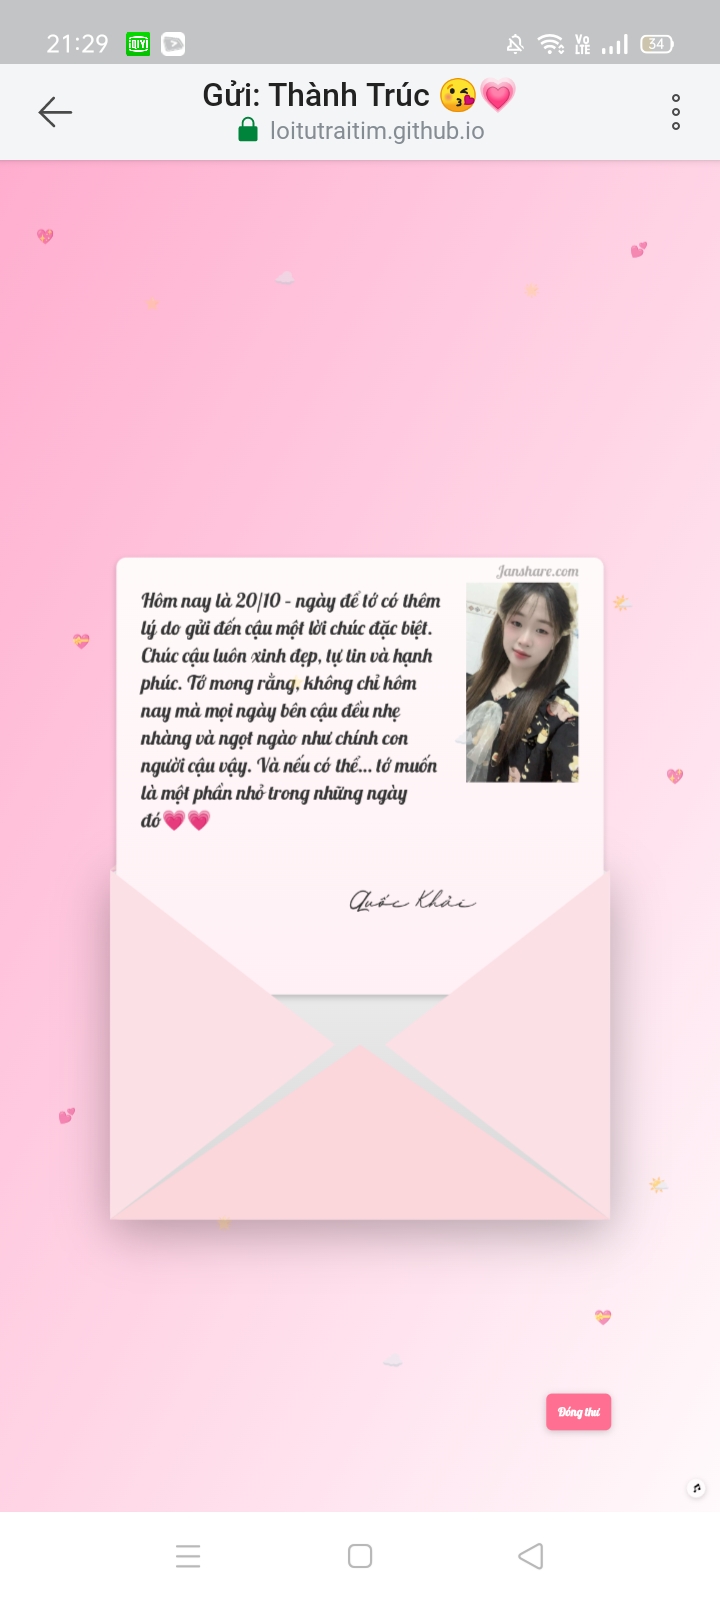 21:29
iQIYI
Vo
LTE
34
Gửi: Thành Trúc 😘💗
loitutraitim.github.io
Janshare.com
Hôm nay là 20/10 - ngày để tớ có thêm
lý do gửi đến cậu một lời chúc đặc biệt.
Chúc cậu luôn xinh đẹp, tự tin và hạnh
phúc. Tớ mong rằng, không chỉ hôm
nay mà mọi ngày bên cậu đều nhẹ
nhàng và ngọt ngào như chính con
người cậu vậy. Và nếu có thể... tớ muốn
là một phần nhỏ trong những ngày
đó💗💗
Quốc Khải
Đóng thư